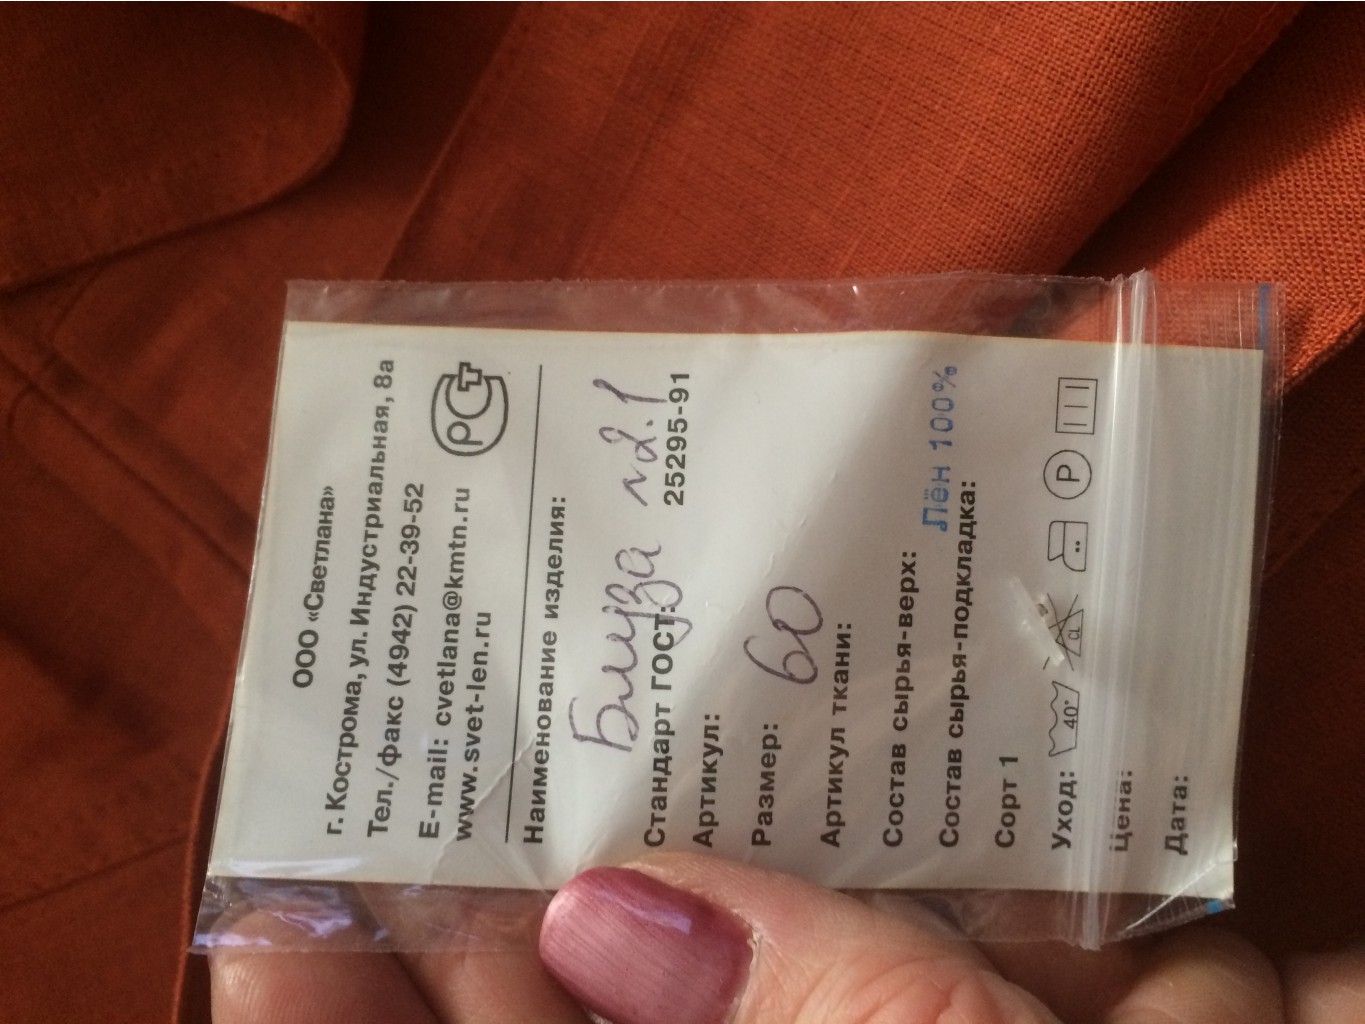 ООО «Светлана»
г. Кострома, ул. Индустриальная, 8а
Тел./факс (4942) 22-39-52
E-mail: cvetlana@kmtn.ru
www.svet-len.ru
РСТ
Наименование изделия:
Блуза л2.1
Стандарт ГОСТ: 25295-91
Артикул:
Размер: 60
Артикул ткани:
Состав сырья-верх: Лён 100%
Состав сырья-подкладка:
Сорт 1
Уход: 40° a P
Цена:
Дата: